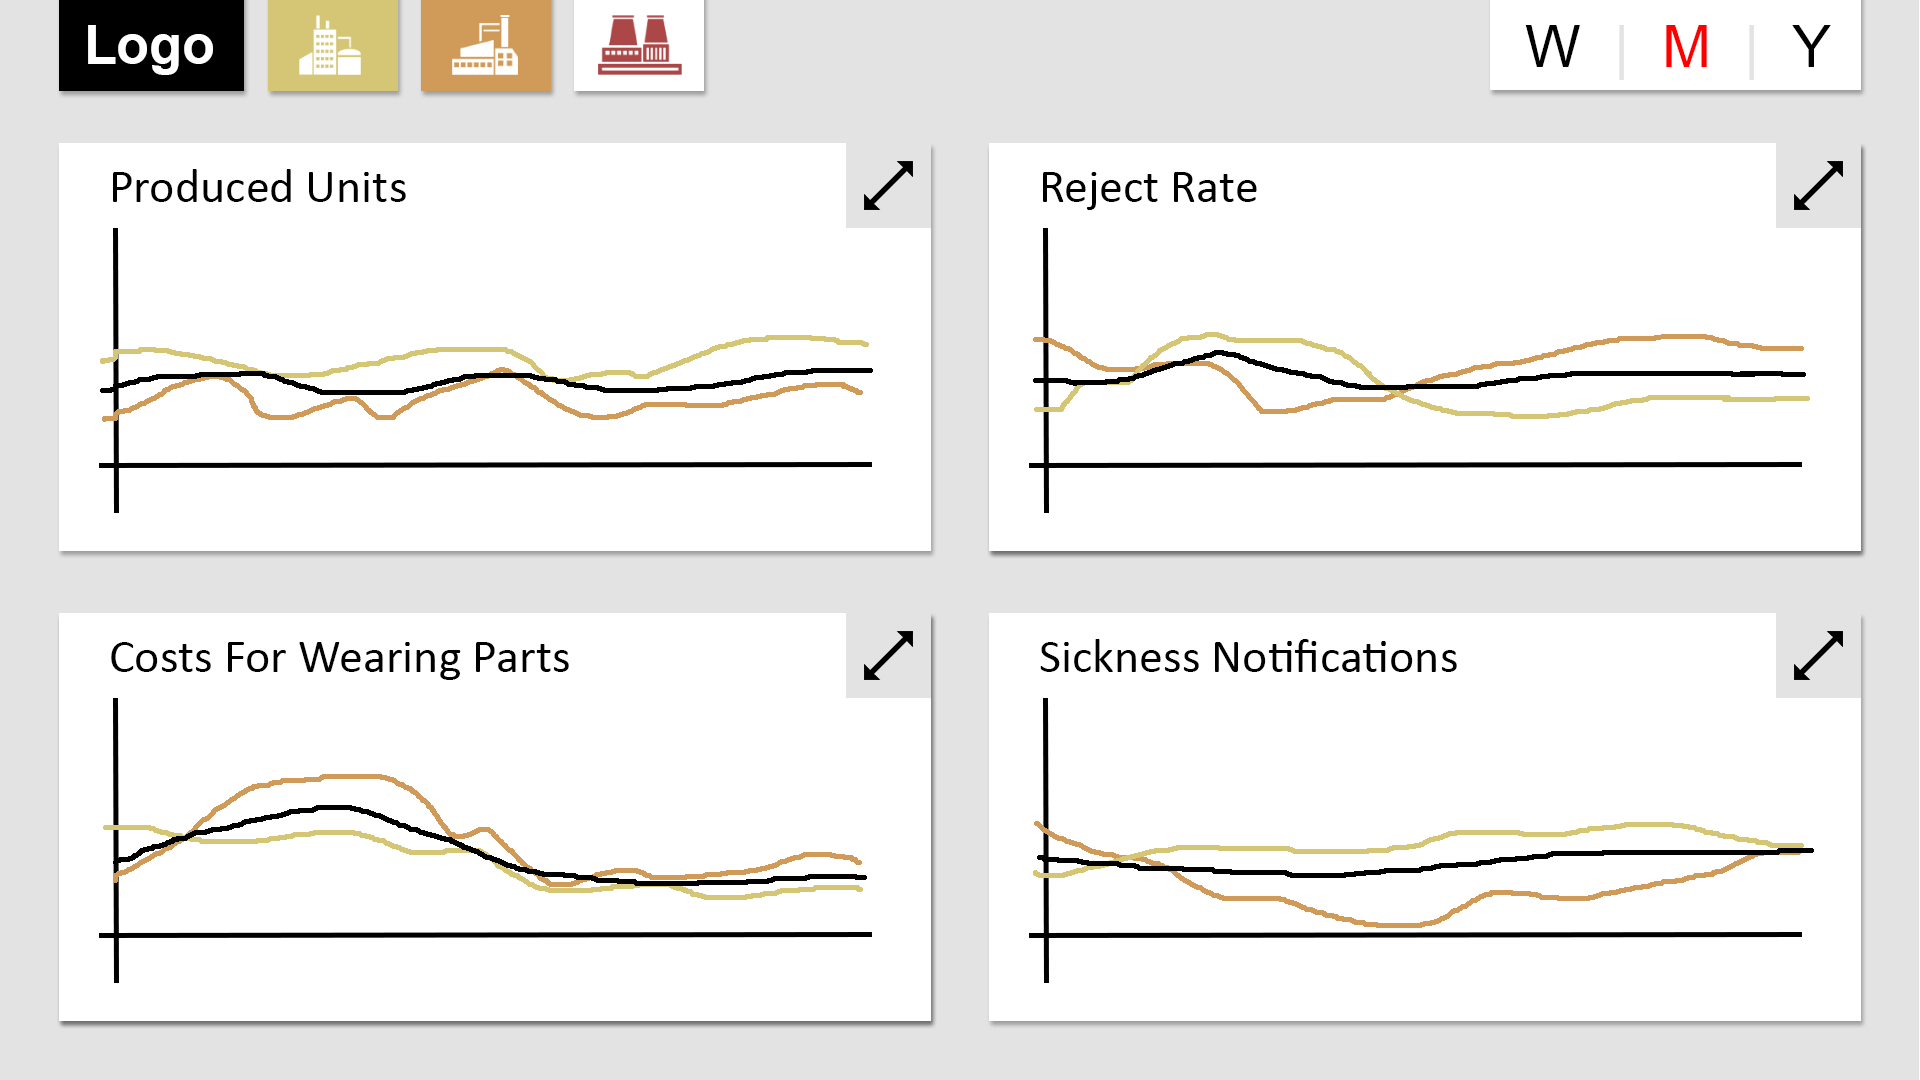 Logo
W | M | Y
Produced Units
Reject Rate
Costs For Wearing Parts
Sickness Notifications